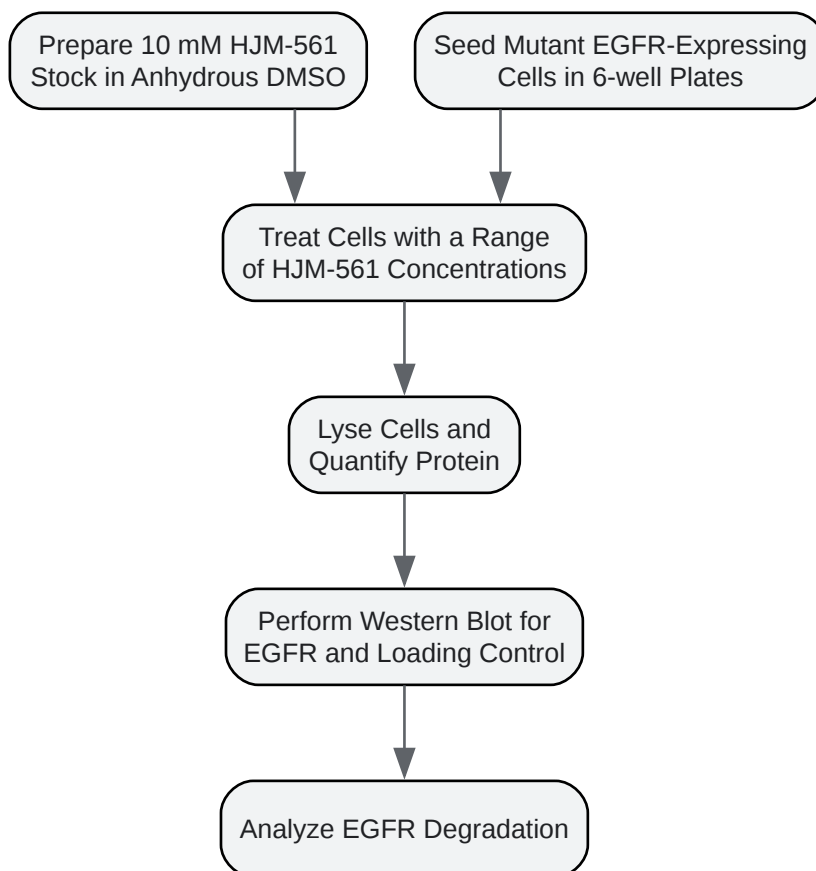 Prepare 10 mM HJM-561
Stock in Anhydrous DMSO
Seed Mutant EGFR-Expressing
Cells in 6-well Plates
Treat Cells with a Range
of HJM-561 Concentrations
Lyse Cells and
Quantify Protein
Perform Western Blot for
EGFR and Loading Control
Analyze EGFR Degradation